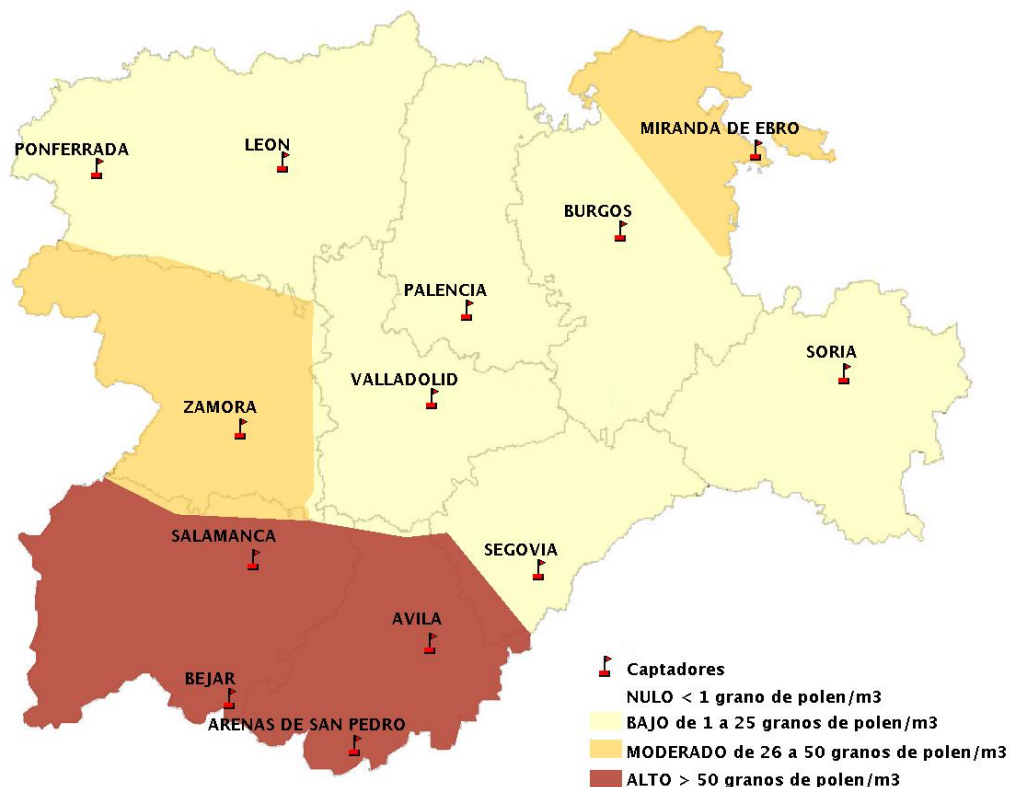 MIRANDA DE EBRO
PONFERRADA
LEON
BURGOS
PALENCIA
SORIA
VALLADOLID
ZAMORA
SALAMANCA
SEGOVIA
AVILA
BEJAR
ARENAS DE SAN PEDRO
Captadores
NULO < 1 grano de polen/m3
BAJO de 1 a 25 granos de polen/m3
MODERADO de 26 a 50 granos de polen/m3
ALTO > 50 granos de polen/m3